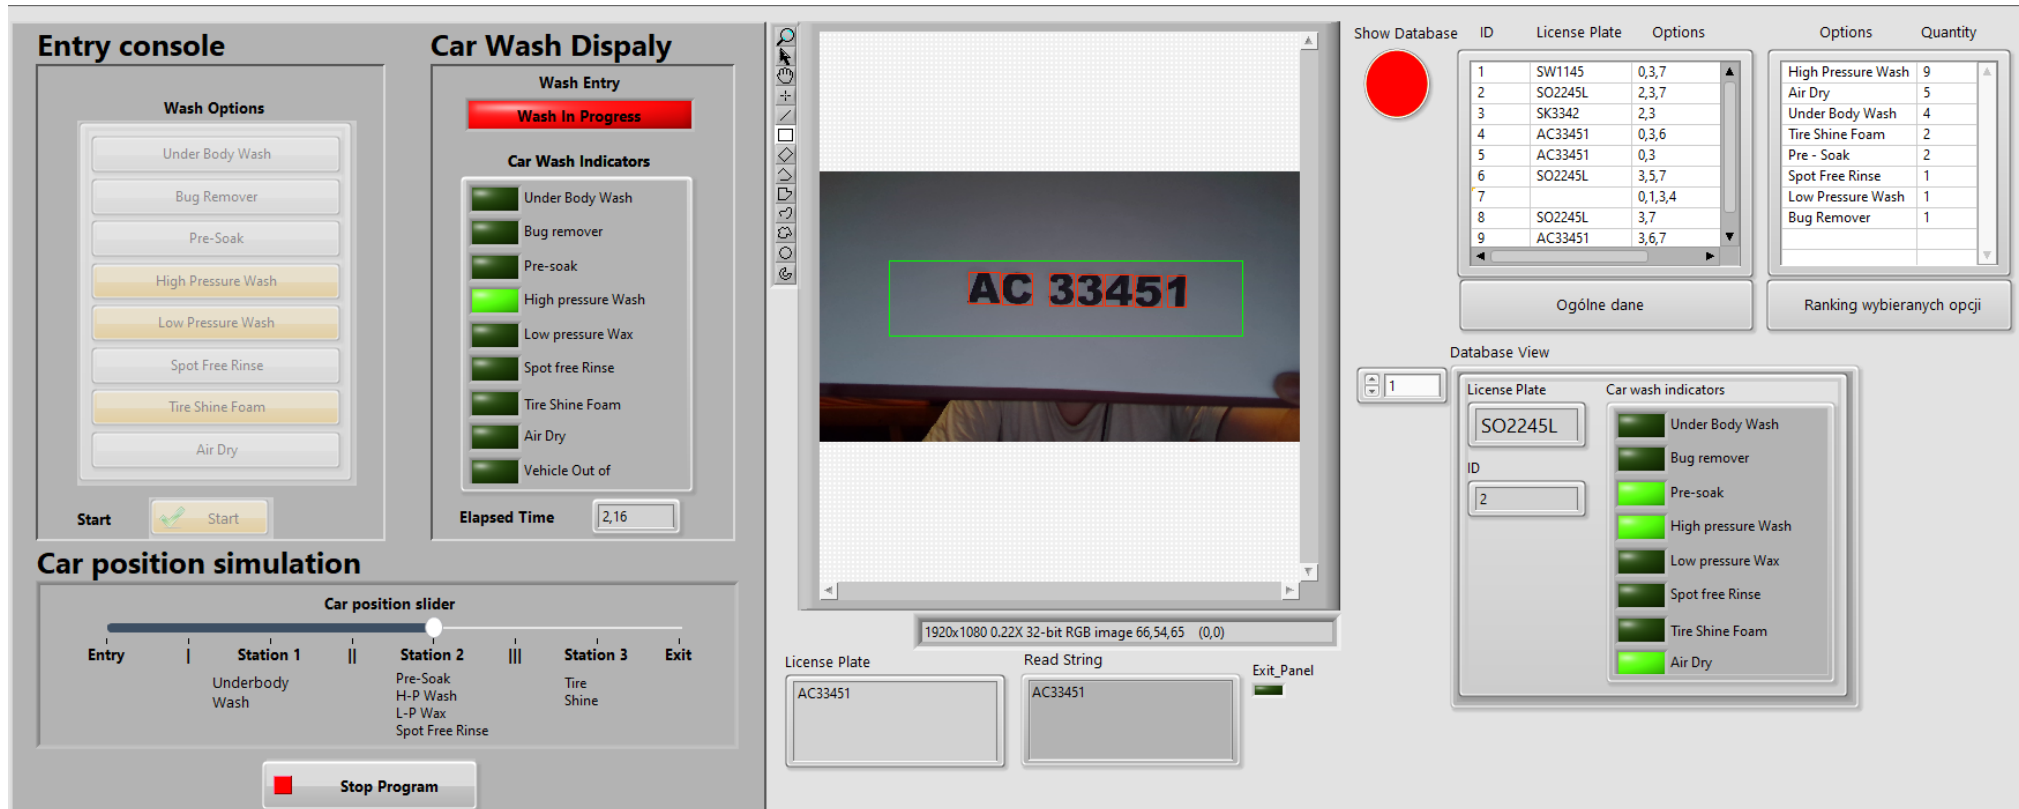 Entry console
Wash Options
Under Body Wash
Bug Remover
Pre-Soak
High Pressure Wash
Low Pressure Wash
Spot Free Rinse
Tire Shine Foam
Air Dry
Start
Start
Car Wash Dispaly
Wash Entry
Wash In Progress
Car Wash Indicators
Under Body Wash
Bug remover
Pre-soak
High pressure Wash
Low pressure Wax
Spot free Rinse
Tire Shine Foam
Air Dry
Vehicle Out of
Elapsed Time 2,16
Car position simulation
Car position slider
Entry | Station 1 || Station 2 ||| Station 3 Exit
Underbody
Wash
Pre-Soak
H-P Wash
L-P Wax
Spot Free Rinse
Tire
Shine
Stop Program
AC 33451
1920x1080 0.22X 32-bit RGB image 66,54,65 (0,0)
License Plate
AC33451
Read String
AC33451
Exit_Panel
Show Database
ID License Plate Options
1 SW1145 0,3,7
2 SO2245L 2,3,7
3 SK3342 2,3
4 AC33451 0,3,6
5 AC33451 0,3
6 SO2245L 3,5,7
7 0,1,3,4
8 SO2245L 3,7
9 AC33451 3,6,7
Ogólne dane
Options Quantity
High Pressure Wash 9
Air Dry 5
Under Body Wash 4
Tire Shine Foam 2
Pre - Soak 2
Spot Free Rinse 1
Low Pressure Wash 1
Bug Remover 1
Ranking wybieranych opcji
Database View
1
License Plate
SO2245L
ID
2
Car wash indicators
Under Body Wash
Bug remover
Pre-soak
High pressure Wash
Low pressure Wax
Spot free Rinse
Tire Shine Foam
Air Dry